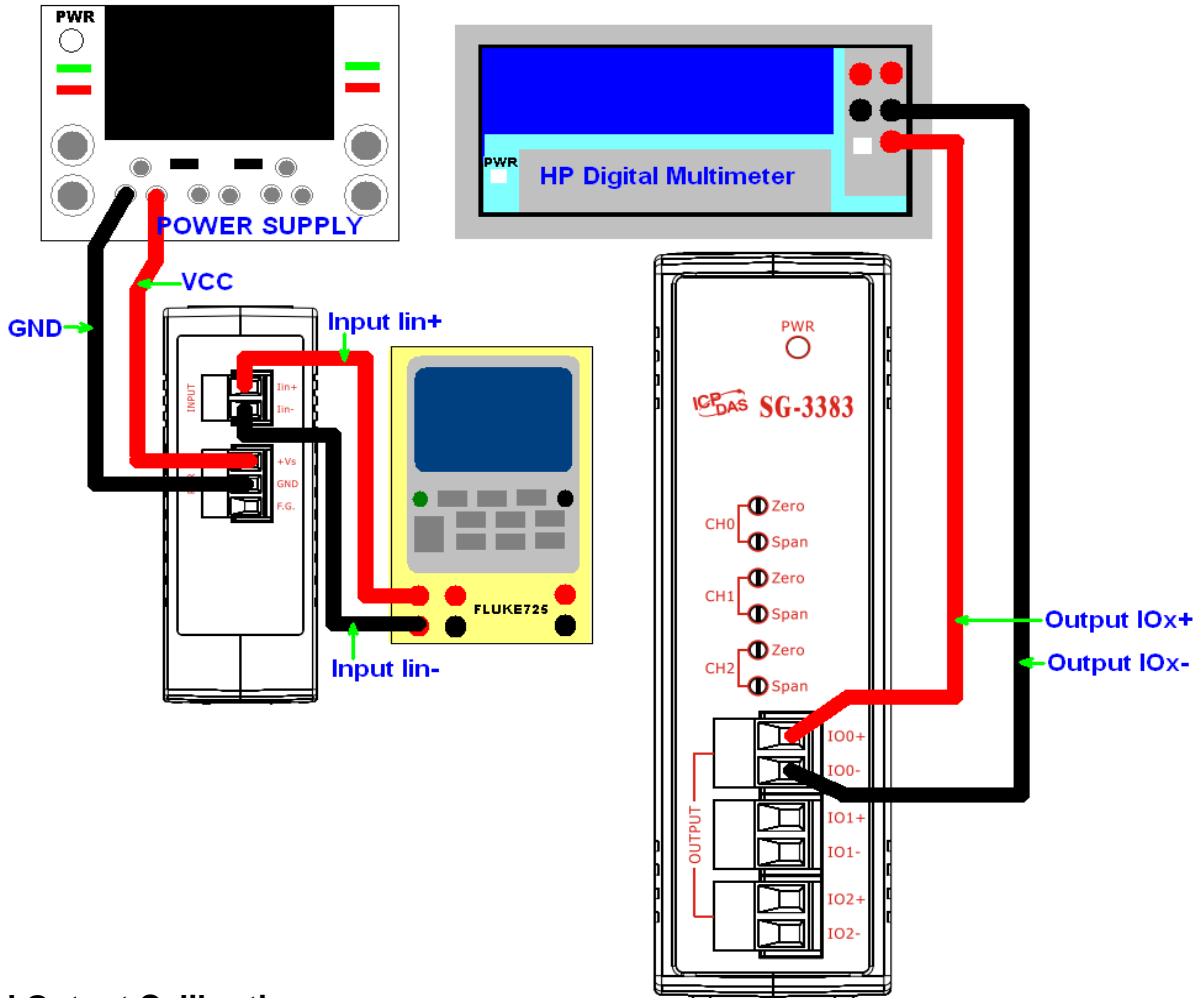 PWR
POWER SUPPLY
PWR
HP Digital Multimeter
VCC
GND
Input Iin+
INPUT
Iin+
Iin-
+Vs
GND
F.G.
FLUKE725
Input Iin-
PWR
ICP DAS SG-3383
CH0
Zero
Span
CH1
Zero
Span
CH2
Zero
Span
Output IOx+
Output IOx-
OUTPUT
IO0+
IO0-
IO1+
IO1-
IO2+
IO2-